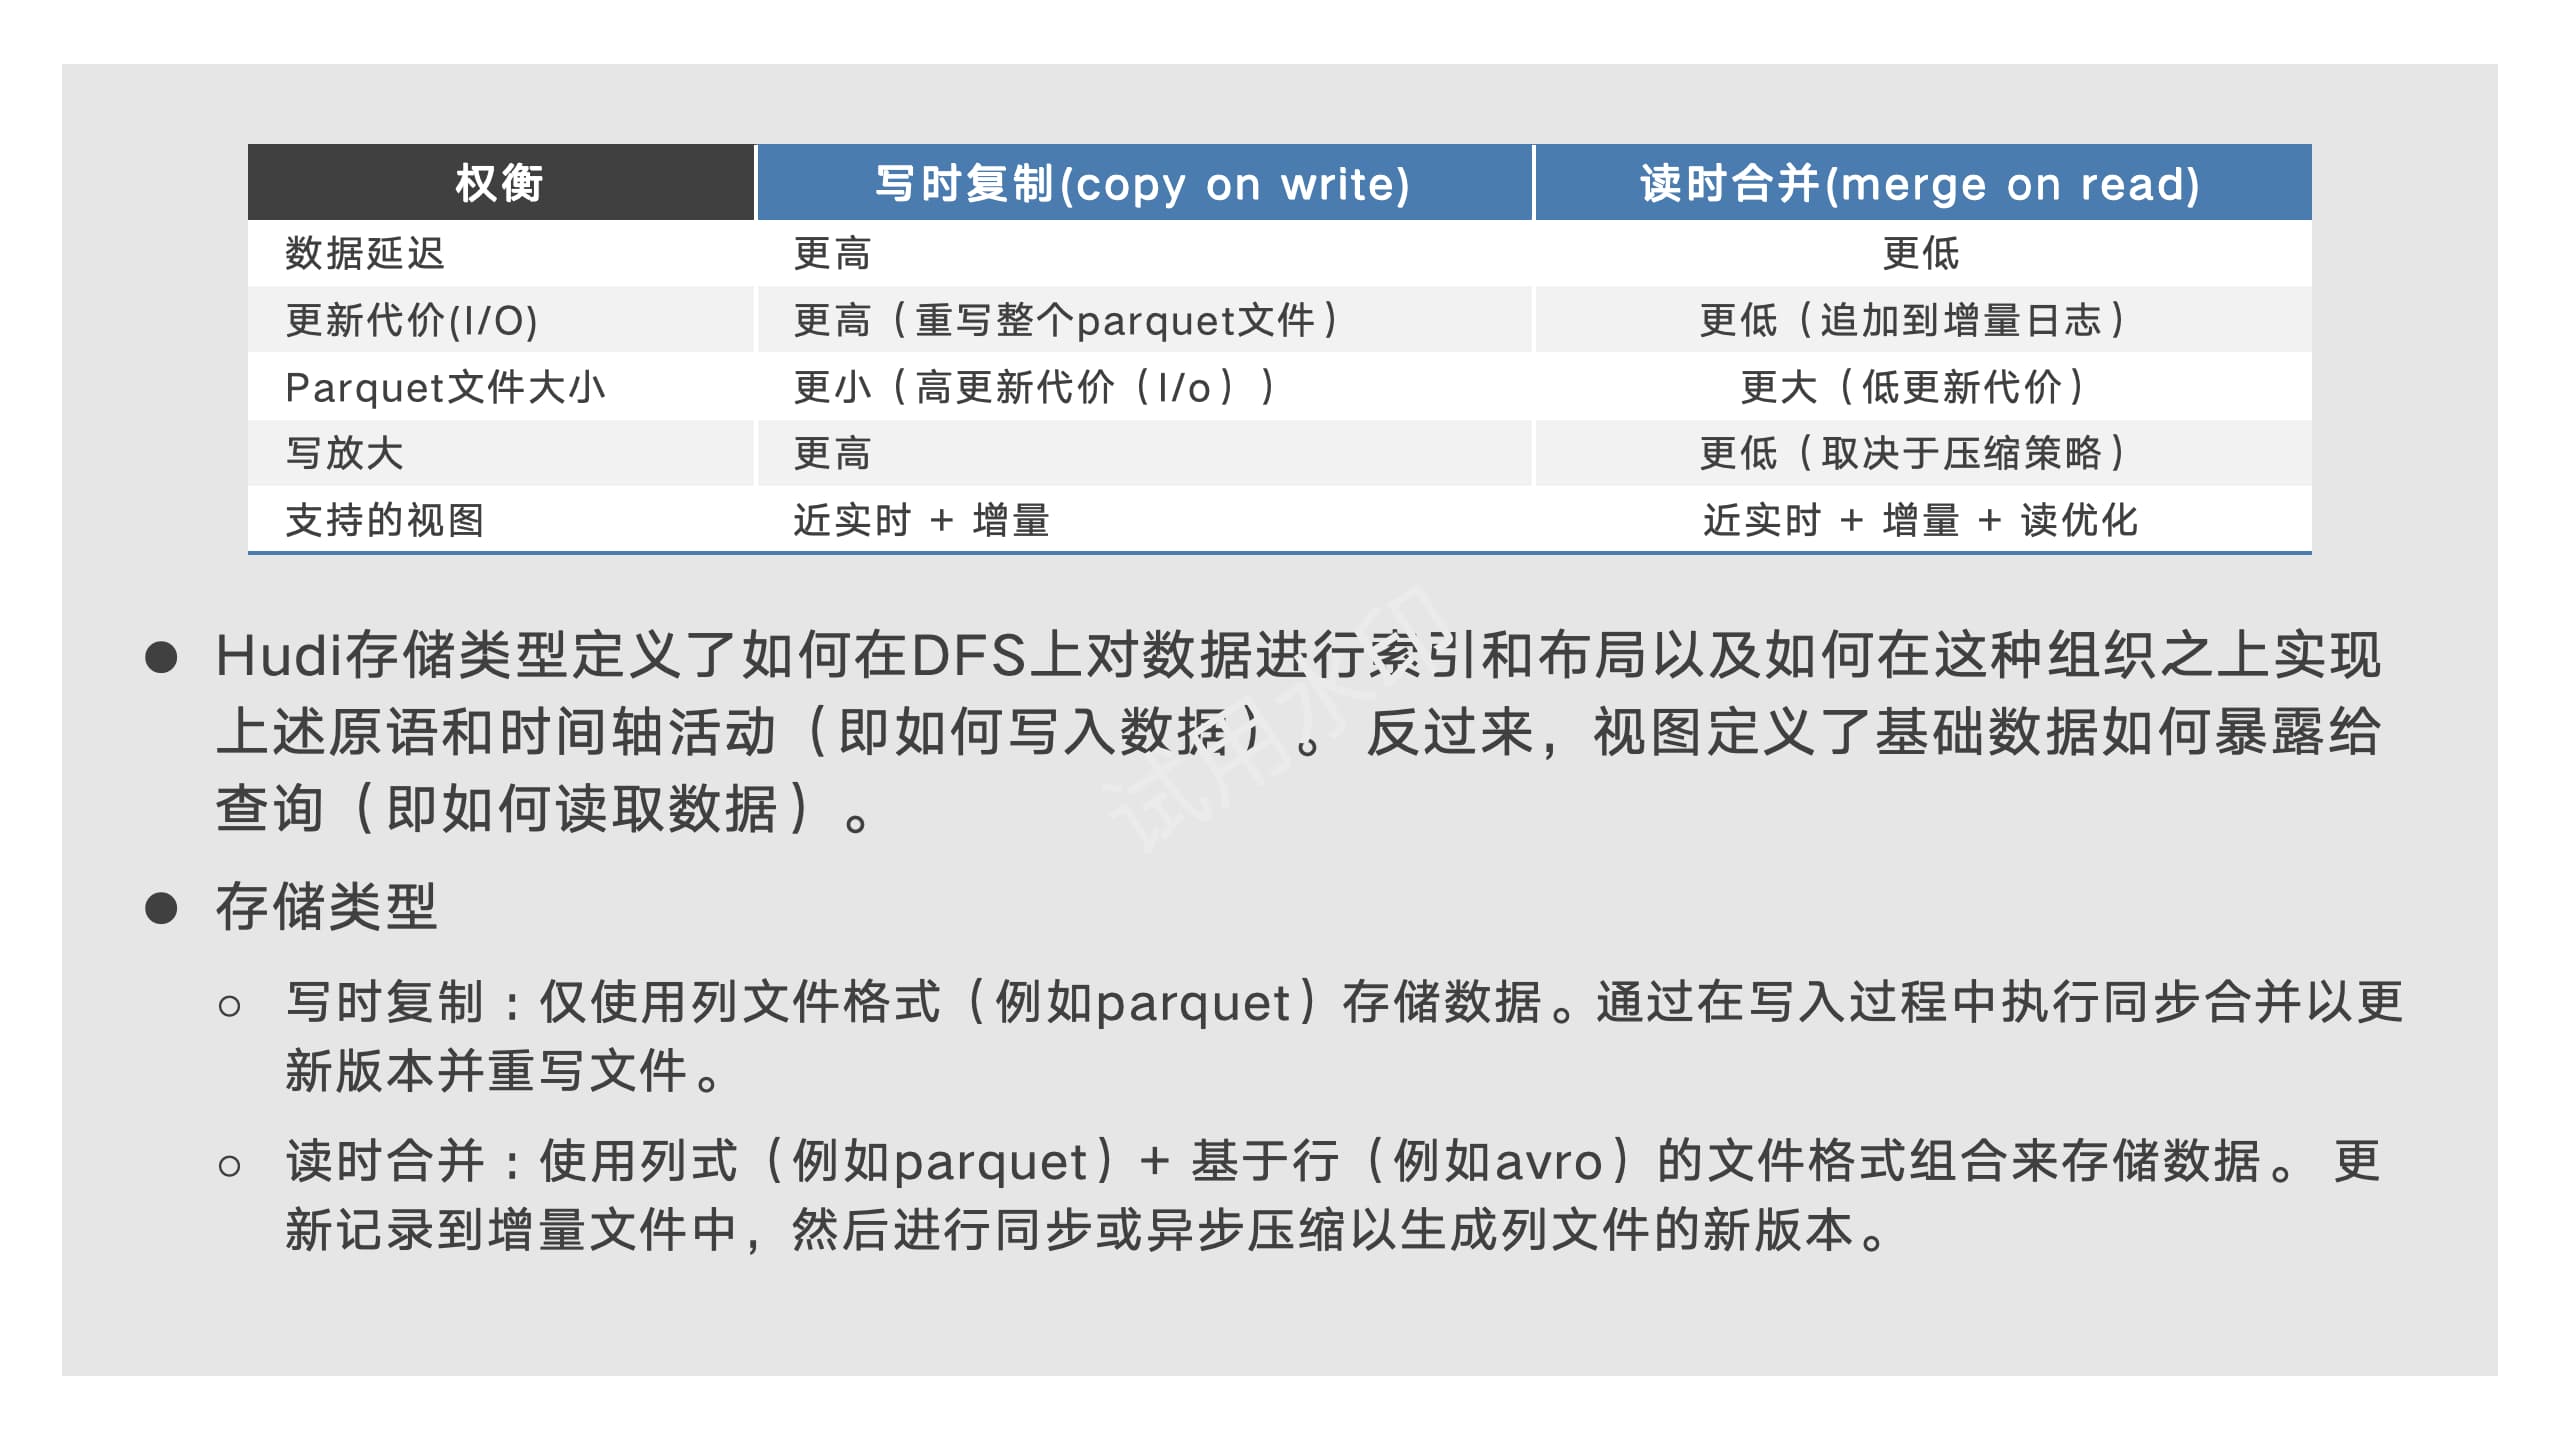 权衡 写时复制(copy on write) 读时合并(merge on read)
数据延迟 更高 更低
更新代价(I/O) 更高（重写整个parquet文件） 更低（追加到增量日志）
Parquet文件大小 更小（高更新代价（I/o）） 更大（低更新代价）
写放大 更高 更低（取决于压缩策略）
支持的视图 近实时 + 增量 近实时 + 增量 + 读优化
● Hudi存储类型定义了如何在DFS上对数据进行索引和布局以及如何在这种组织之上实现
上述原语和时间轴活动（即如何写入数据）。 反过来，视图定义了基础数据如何暴露给
查询（即如何读取数据）。
● 存储类型
○ 写时复制：仅使用列文件格式（例如parquet）存储数据。通过在写入过程中执行同步合并以更
新版本并重写文件。
○ 读时合并：使用列式（例如parquet）+ 基于行（例如avro）的文件格式组合来存储数据。 更
新记录到增量文件中，然后进行同步或异步压缩以生成列文件的新版本。
试用水印